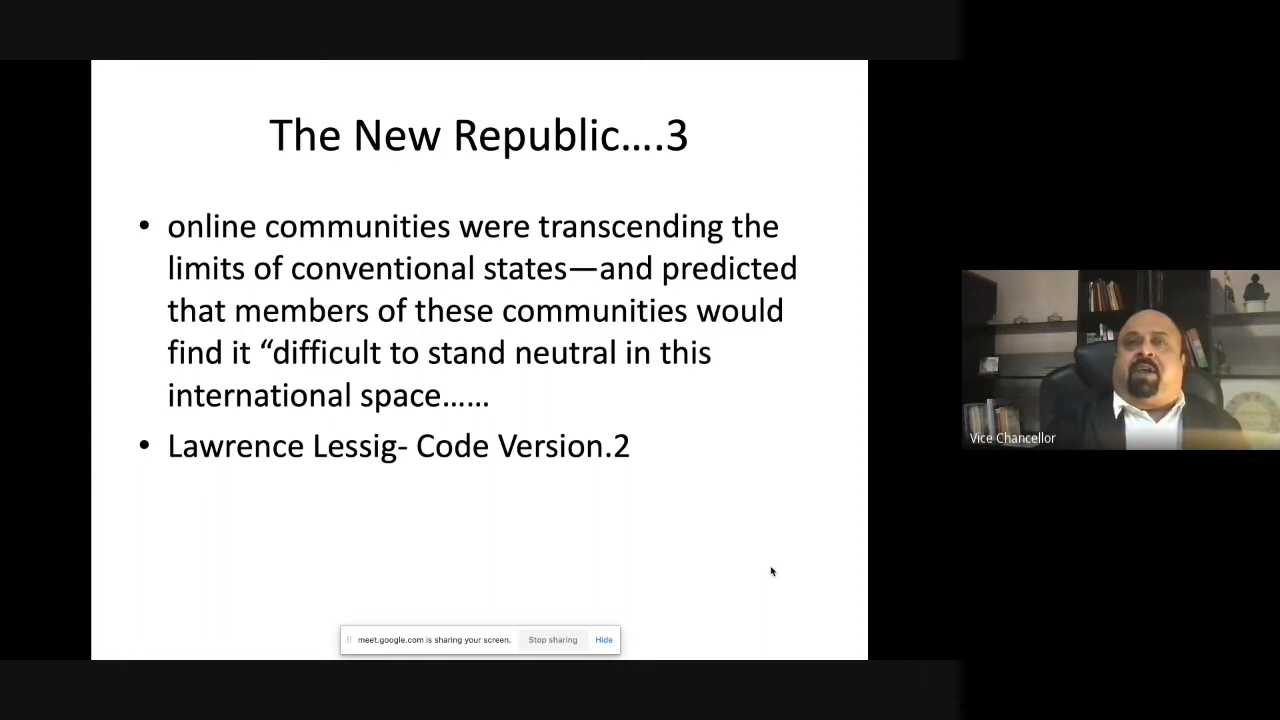 The New Republic….3
• online communities were transcending the
limits of conventional states—and predicted
that members of these communities would
find it “difficult to stand neutral in this
international space……
• Lawrence Lessig- Code Version.2
Vice Chancellor
meet.google.com is sharing your screen. Stop sharing Hide